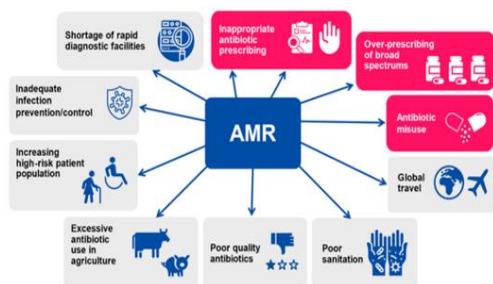 Shortage of rapid
diagnostic facilities
Inappropriate
antibiotic
prescribing
Over-prescribing
of broad
spectrums
Inadequate
infection
prevention/control
AMR
Antibiotic
misuse
Increasing
high-risk patient
population
Global
travel
Excessive
antibiotic
use in
agriculture
Poor quality
antibiotics
Poor
sanitation